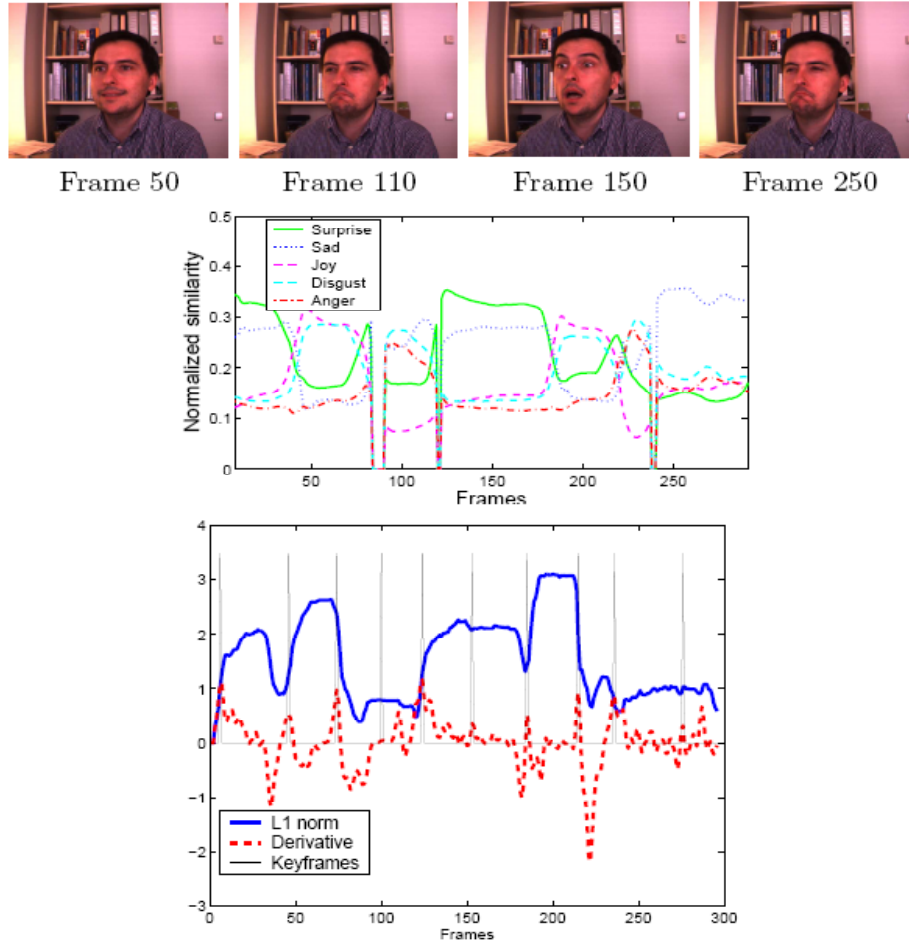 Frame 50
Frame 110
Frame 150
Frame 250
0.5
0.4
0.3
0.2
0.1
0
Normalized similarity
Surprise
Sad
Joy
Disgust
Anger
50
100
150
200
250
Frames
4
3
2
1
0
−1
−2
−3
L1 norm
Derivative
Keyframes
0
50
100
150
200
250
300
Frames